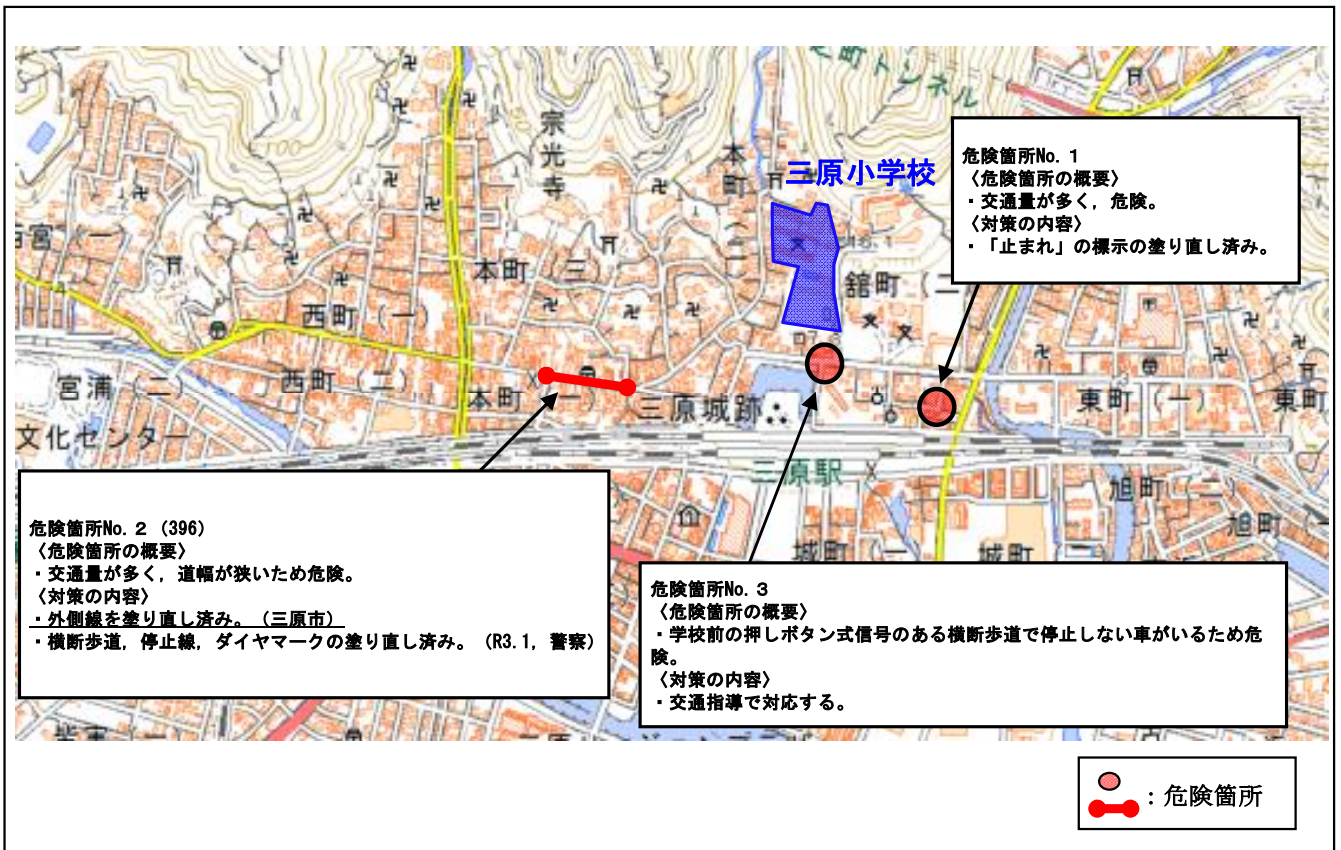 トンネル
宗光寺
本町
三原小学校
危険箇所No. 1
〈危険箇所の概要〉
・交通量が多く，危険。
〈対策の内容〉
・「止まれ」の標示の塗り直し済み。
本町 三
舘町（二
西町（一）
西町（二）
宮浦（二）
本町（一）
三原城跡
東町（一）
東町
文化センター
三原駅
旭町（二
旭町
城町（一
城町
危険箇所No. 2（396）
〈危険箇所の概要〉
・交通量が多く，道幅が狭いため危険。
〈対策の内容〉
・外側線を塗り直し済み。（三原市）
・横断歩道，停止線，ダイヤマークの塗り直し済み。（R3.1，警察）
危険箇所No. 3
〈危険箇所の概要〉
・学校前の押しボタン式信号のある横断歩道で停止しない車がいるため危
険。
〈対策の内容〉
・交通指導で対応する。
：危険箇所